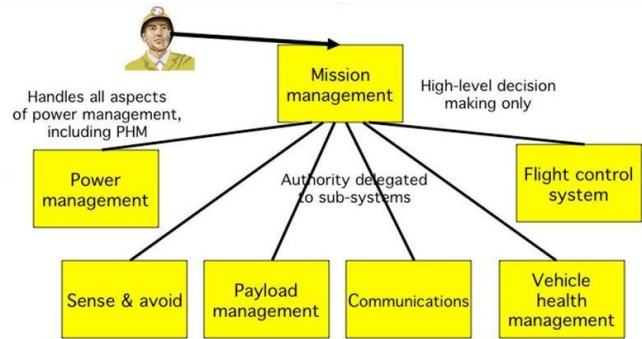 Mission
management
High-level decision
making only
Handles all aspects
of power management,
including PHM
Power
management
Authority delegated
to sub-systems
Flight control
system
Sense & avoid
Payload
management
Communications
Vehicle
health
management